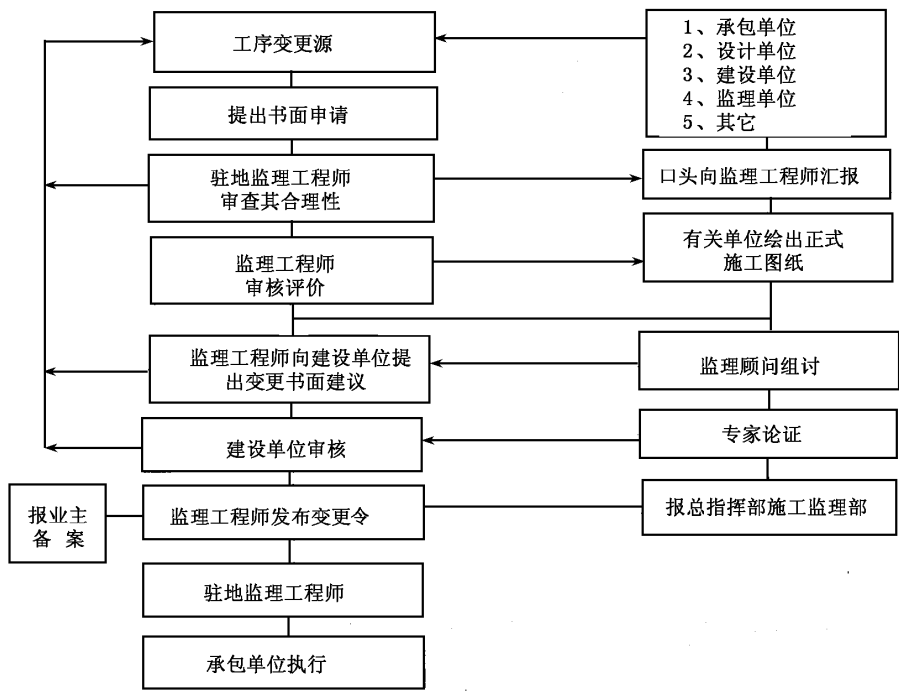 工序变更源
1、承包单位
2、设计单位
3、建设单位
4、监理单位
5、其它
提出书面申请
驻地监理工程师
审查其合理性
口头向监理工程师汇报
监理工程师
审核评价
有关单位绘出正式
施工图纸
监理工程师向建设单位提
出变更书面建议
监理顾问组讨
建设单位审核
专家论证
报业主
备 案
监理工程师发布变更令
报总指挥部施工监理部
驻地监理工程师
承包单位执行